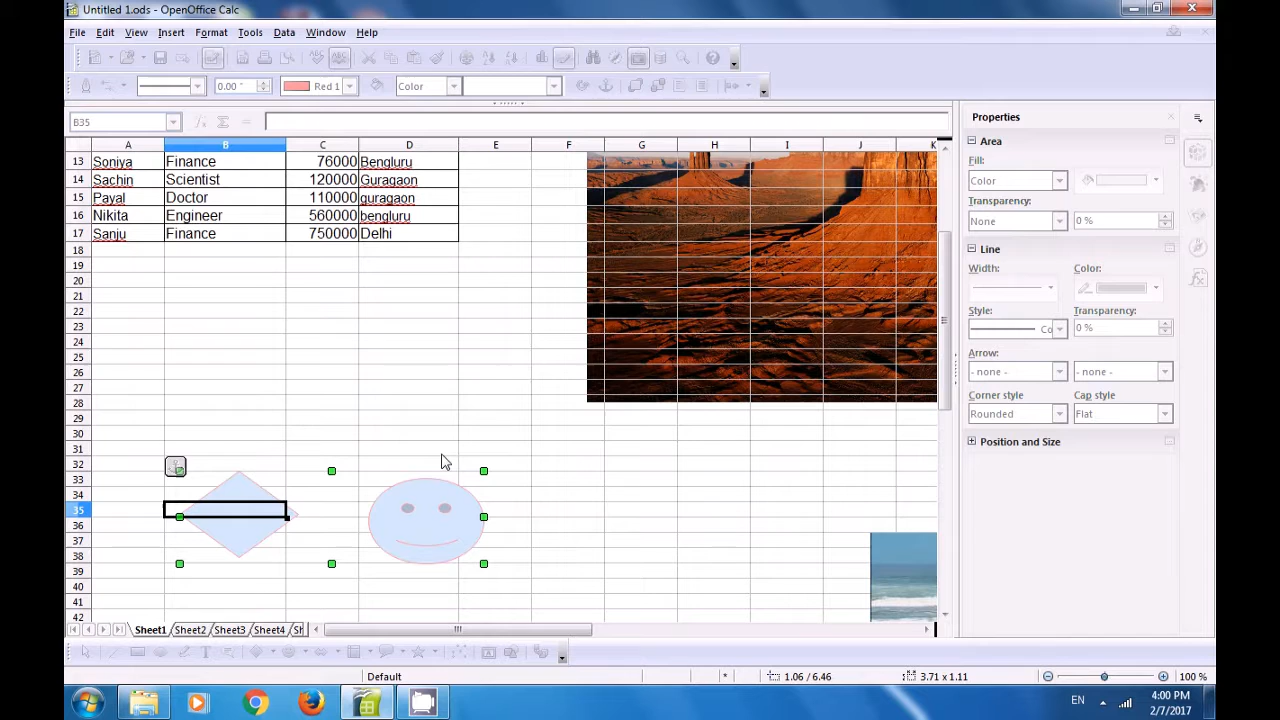 Untitled 1.ods - OpenOffice Calc
File Edit View Insert Format Tools Data Window Help
0.00 " Red 1 Color
B35
A B C D E F G H I J K
13 Soniya Finance 76000 Bengluru
14 Sachin Scientist 120000 Guragaon
15 Payal Doctor 110000 guragaon
16 Nikita Engineer 560000 bengluru
17 Sanju Finance 750000 Delhi
18
19
20
21
22
23
24
25
26
27
28
29
30
31
32
33
34
35
36
37
38
39
40
41
42
Sheet1 Sheet2 Sheet3 Sheet4 Sh
Default * 1.06 / 6.46 3.71 x 1.11 100 %
Properties
Area
Fill:
Color
Transparency:
None 0 %
Line
Width: Color:
Style: Transparency:
Co 0 %
Arrow:
- none - - none -
Corner style Cap style
Rounded Flat
Position and Size
EN 4:00 PM
2/7/2017